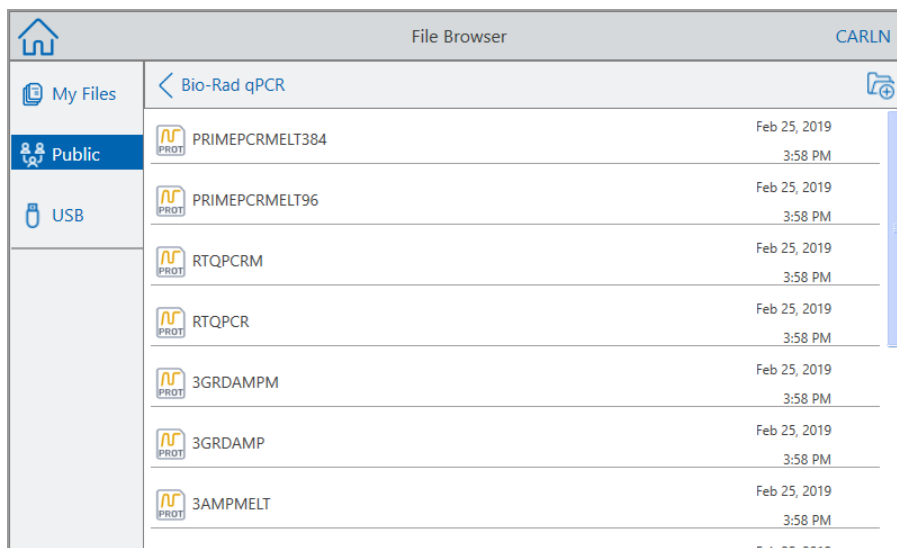 File Browser
CARLN
My Files
Public
USB
Bio-Rad qPCR
PROT
PRIMEPCRMELT384
Feb 25, 2019
3:58 PM
PROT
PRIMEPCRMELT96
Feb 25, 2019
3:58 PM
PROT
RTQPCRM
Feb 25, 2019
3:58 PM
PROT
RTQPCR
Feb 25, 2019
3:58 PM
PROT
3GRDAMPM
Feb 25, 2019
3:58 PM
PROT
3GRDAMP
Feb 25, 2019
3:58 PM
PROT
3AMPMELT
Feb 25, 2019
3:58 PM